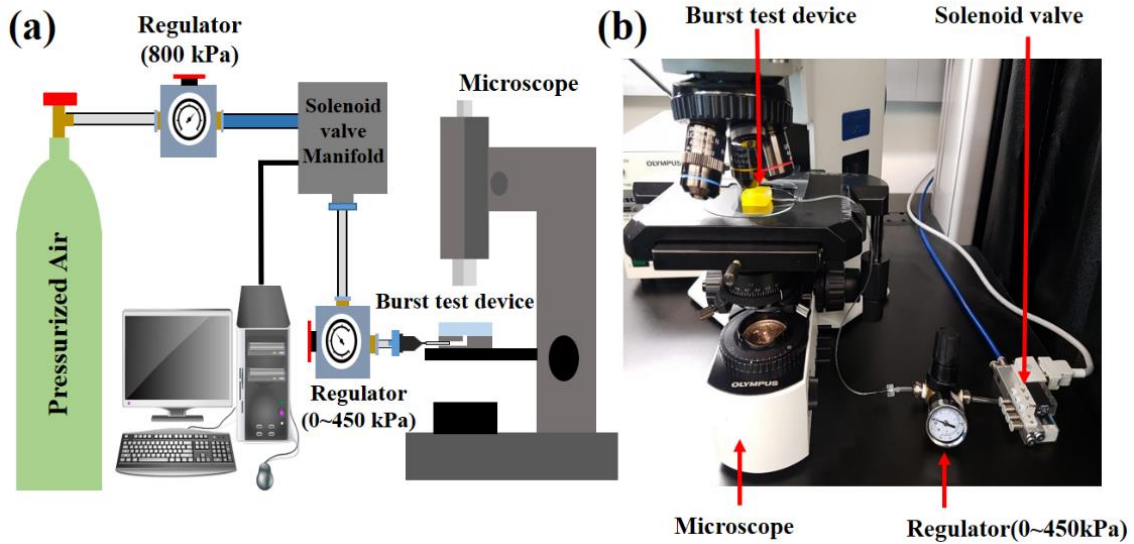 (a)
Regulator
(800 kPa)
Solenoid
valve
Manifold
Microscope
Pressurized Air
Burst test device
Regulator
(0~450 kPa)
(b)
Burst test device
Solenoid valve
OLYMPUS
OLYMPUS
Microscope
Regulator(0~450kPa)